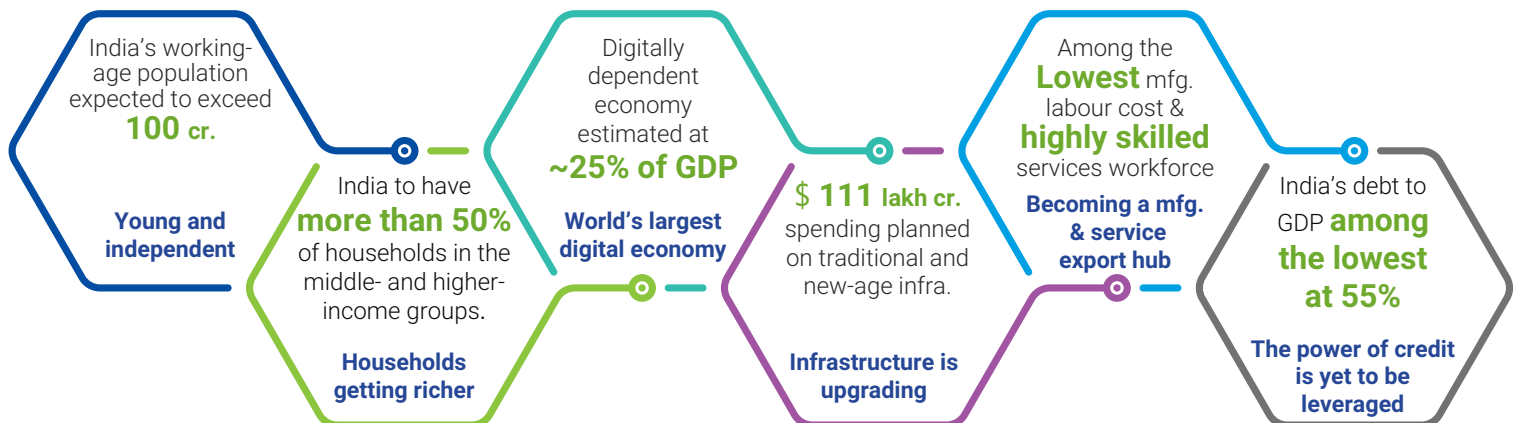 India’s working-
age population
expected to exceed
100 cr.
Young and
independent
India to have
more than 50%
of households in the
middle- and higher-
income groups.
Households
getting richer
Digitally
dependent
economy
estimated at
~25% of GDP
World’s largest
digital economy
$ 111 lakh cr.
spending planned
on traditional and
new-age infra.
Infrastructure is
upgrading
Among the
Lowest mfg.
labour cost &
highly skilled
services workforce
Becoming a mfg.
& service
export hub
India’s debt to
GDP among
the lowest
at 55%
The power of credit
is yet to be
leveraged